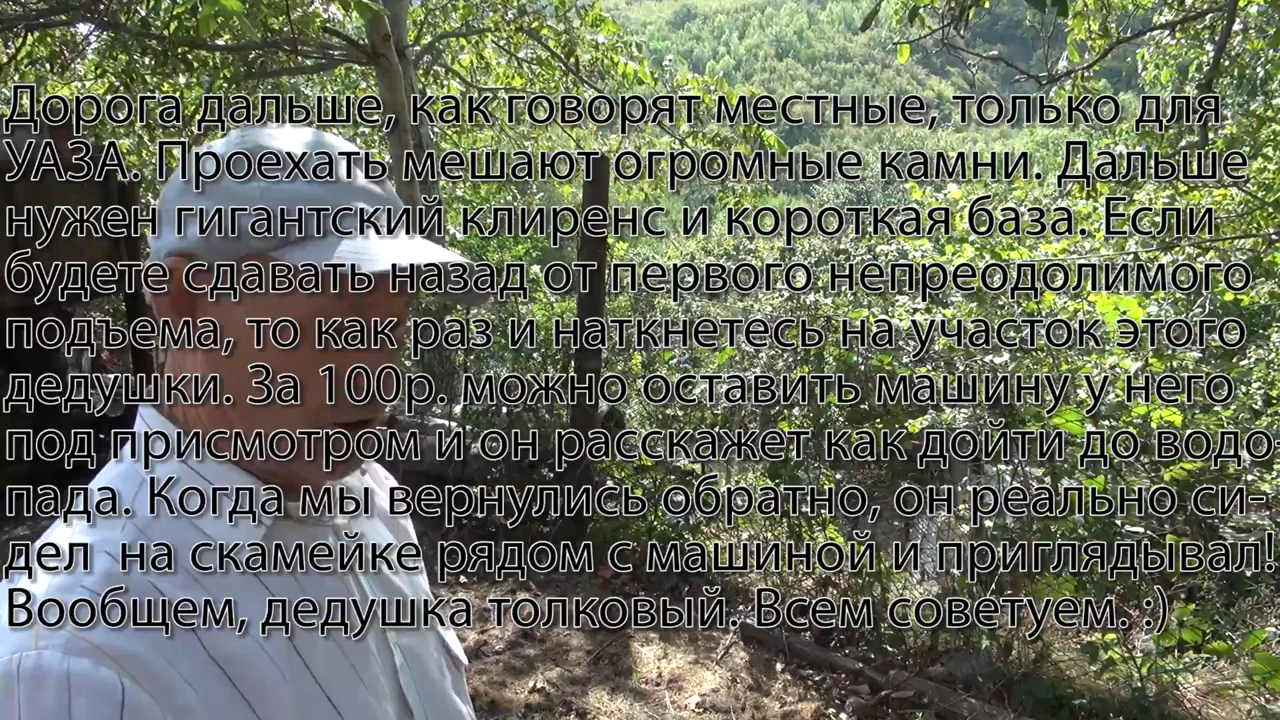 Дорога дальше, как говорят местные, только для
УАЗА. Проехать мешают огромные камни. Дальше
нужен гигантский клиренс и короткая база. Если
будете сдавать назад от первого непреодолимого
подъема, то как раз и наткнетесь на участок этого
дедушки. За 100р. можно оставить машину у него
под присмотром и он расскажет как дойти до водо-
пада. Когда мы вернулись обратно, он реально си-
дел  на скамейке рядом с машиной и приглядывал!
Вообщем, дедушка толковый. Всем советуем. :)